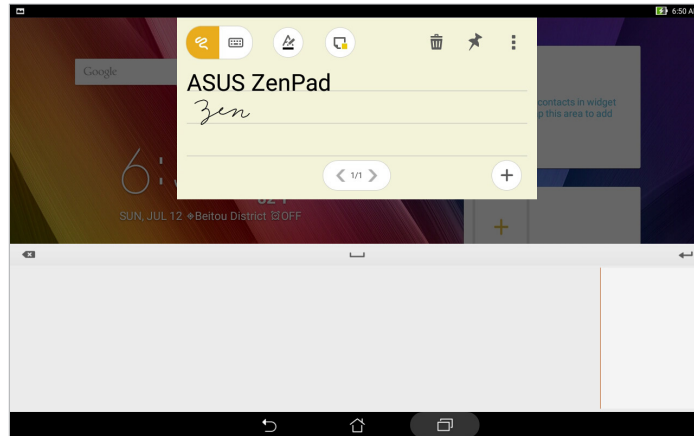 6:50 A
Google
ASUS ZenPad
Zen
contacts in widget
p this area to add
1/1
6:
SUN, JUL 12 Beitou District OFF